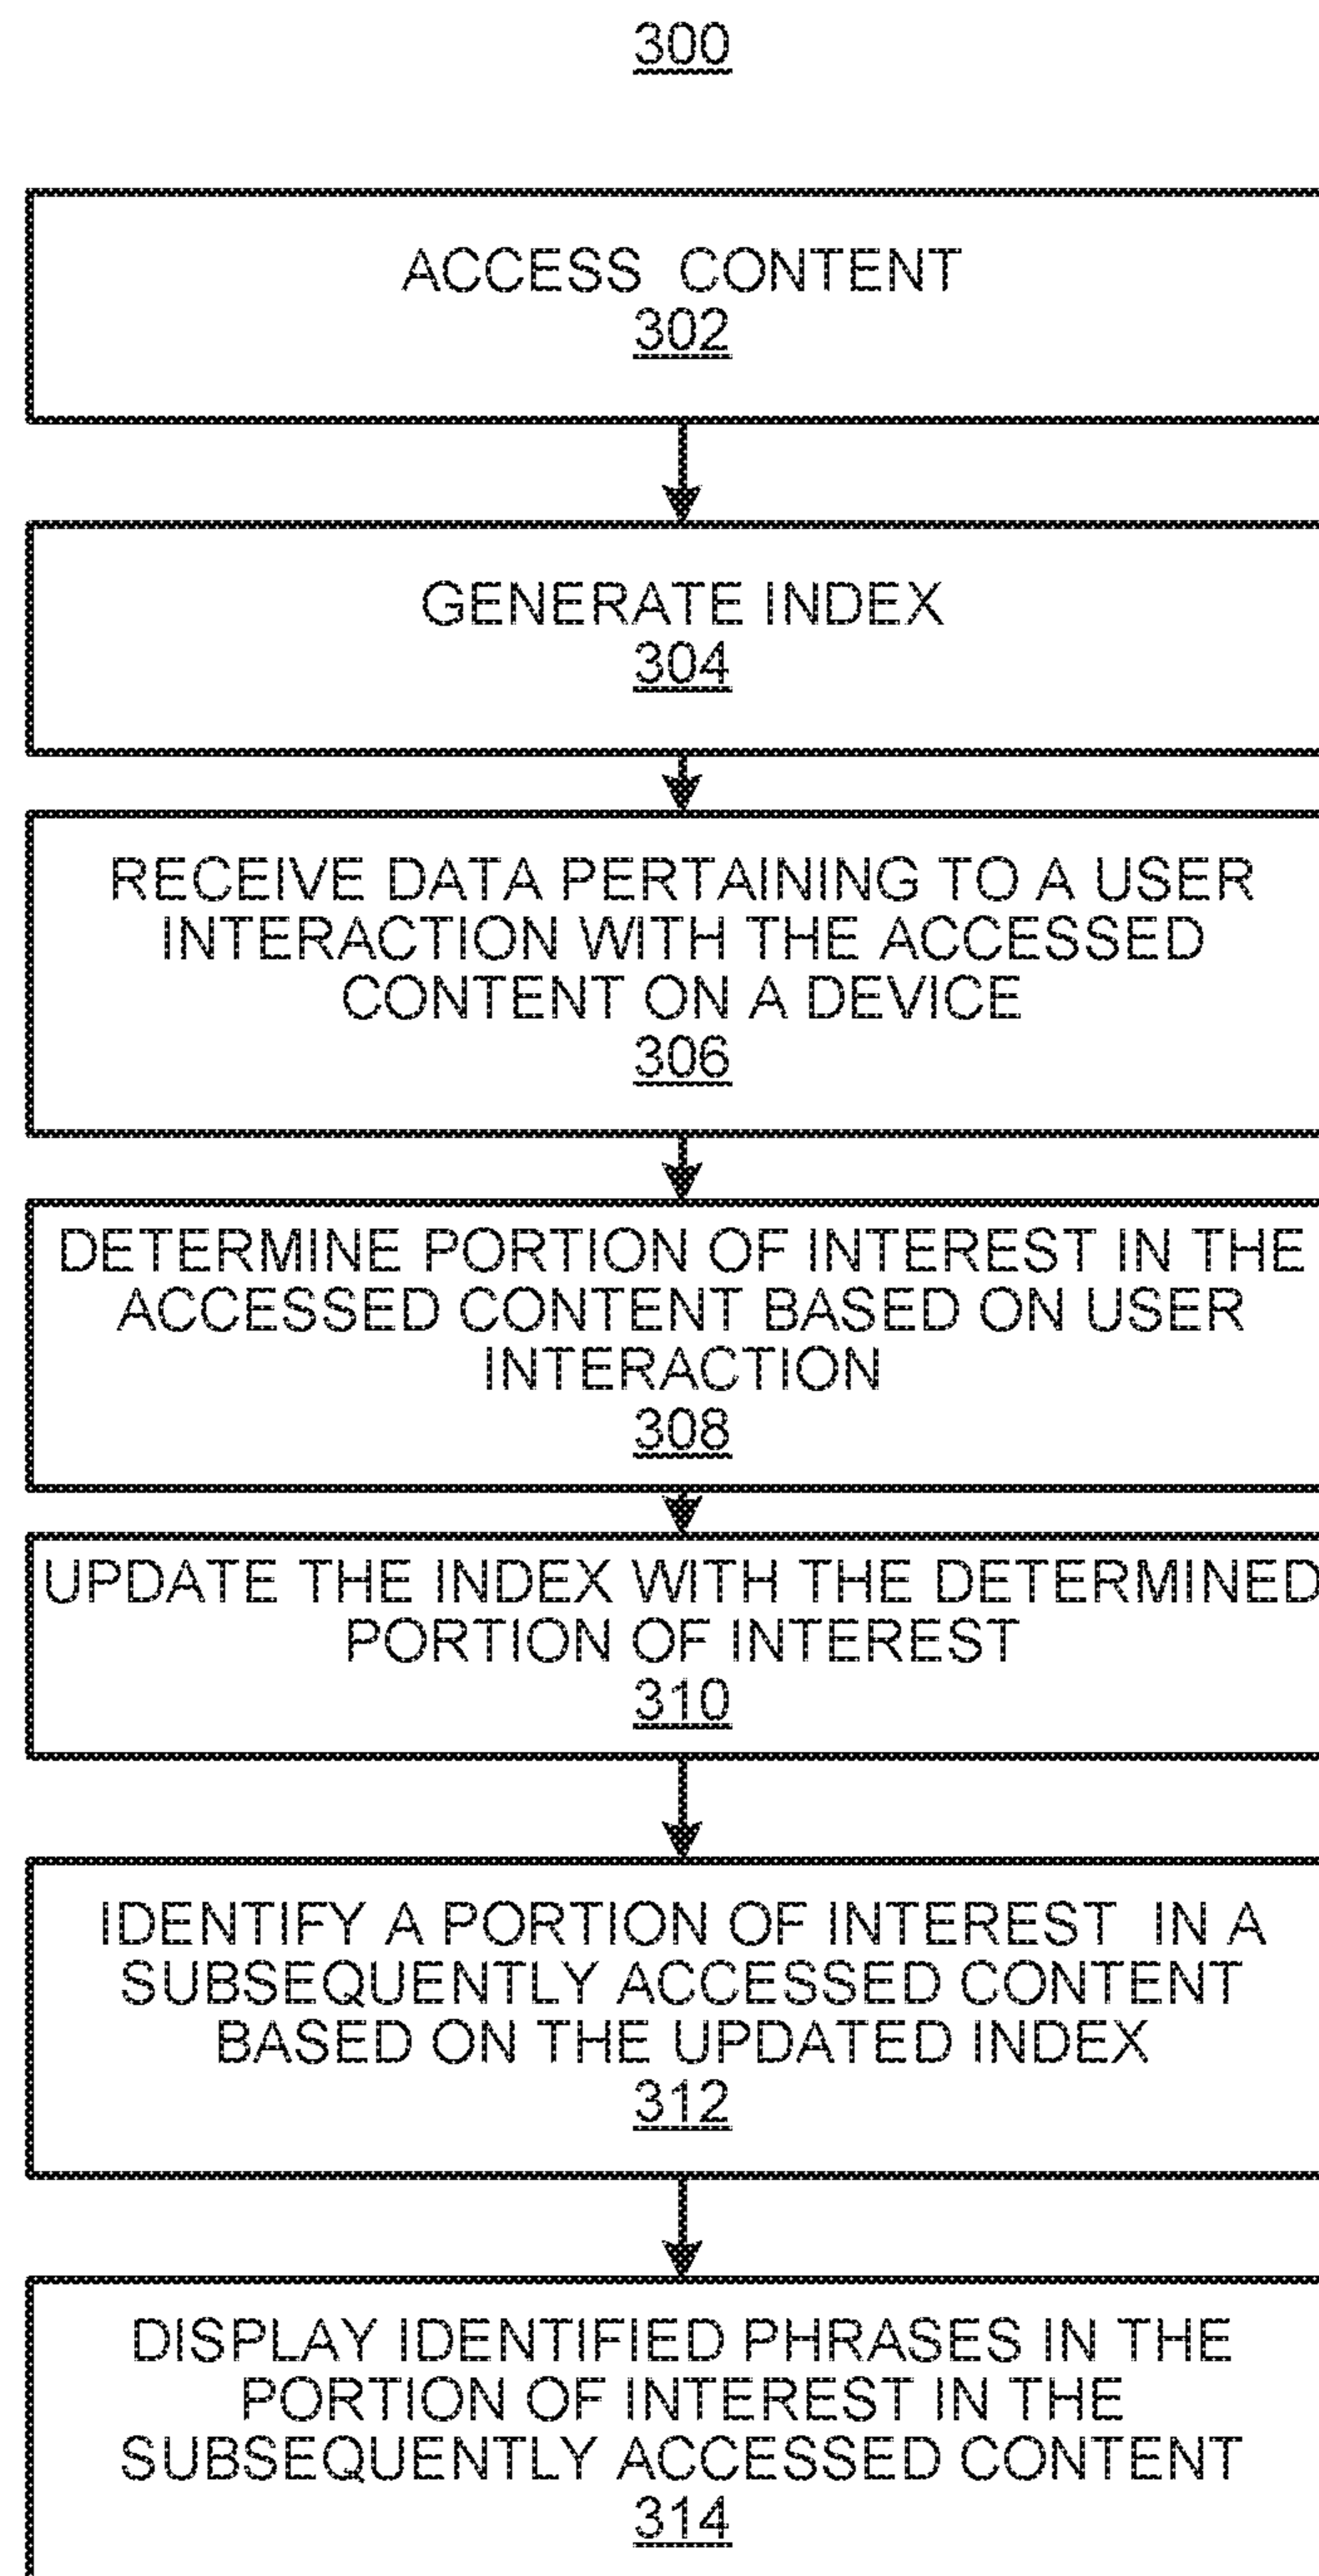 300
ACCESS CONTENT
302
GENERATE INDEX
304
RECEIVE DATA PERTAINING TO A USER
INTERACTION WITH THE ACCESSED
CONTENT ON A DEVICE
306
DETERMINE PORTION OF INTEREST IN THE
ACCESSED CONTENT BASED ON USER
INTERACTION
308
UPDATE THE INDEX WITH THE DETERMINED
PORTION OF INTEREST
310
IDENTIFY A PORTION OF INTEREST IN A
SUBSEQUENTLY ACCESSED CONTENT
BASED ON THE UPDATED INDEX
312
DISPLAY IDENTIFIED PHRASES IN THE
PORTION OF INTEREST IN THE
SUBSEQUENTLY ACCESSED CONTENT
314